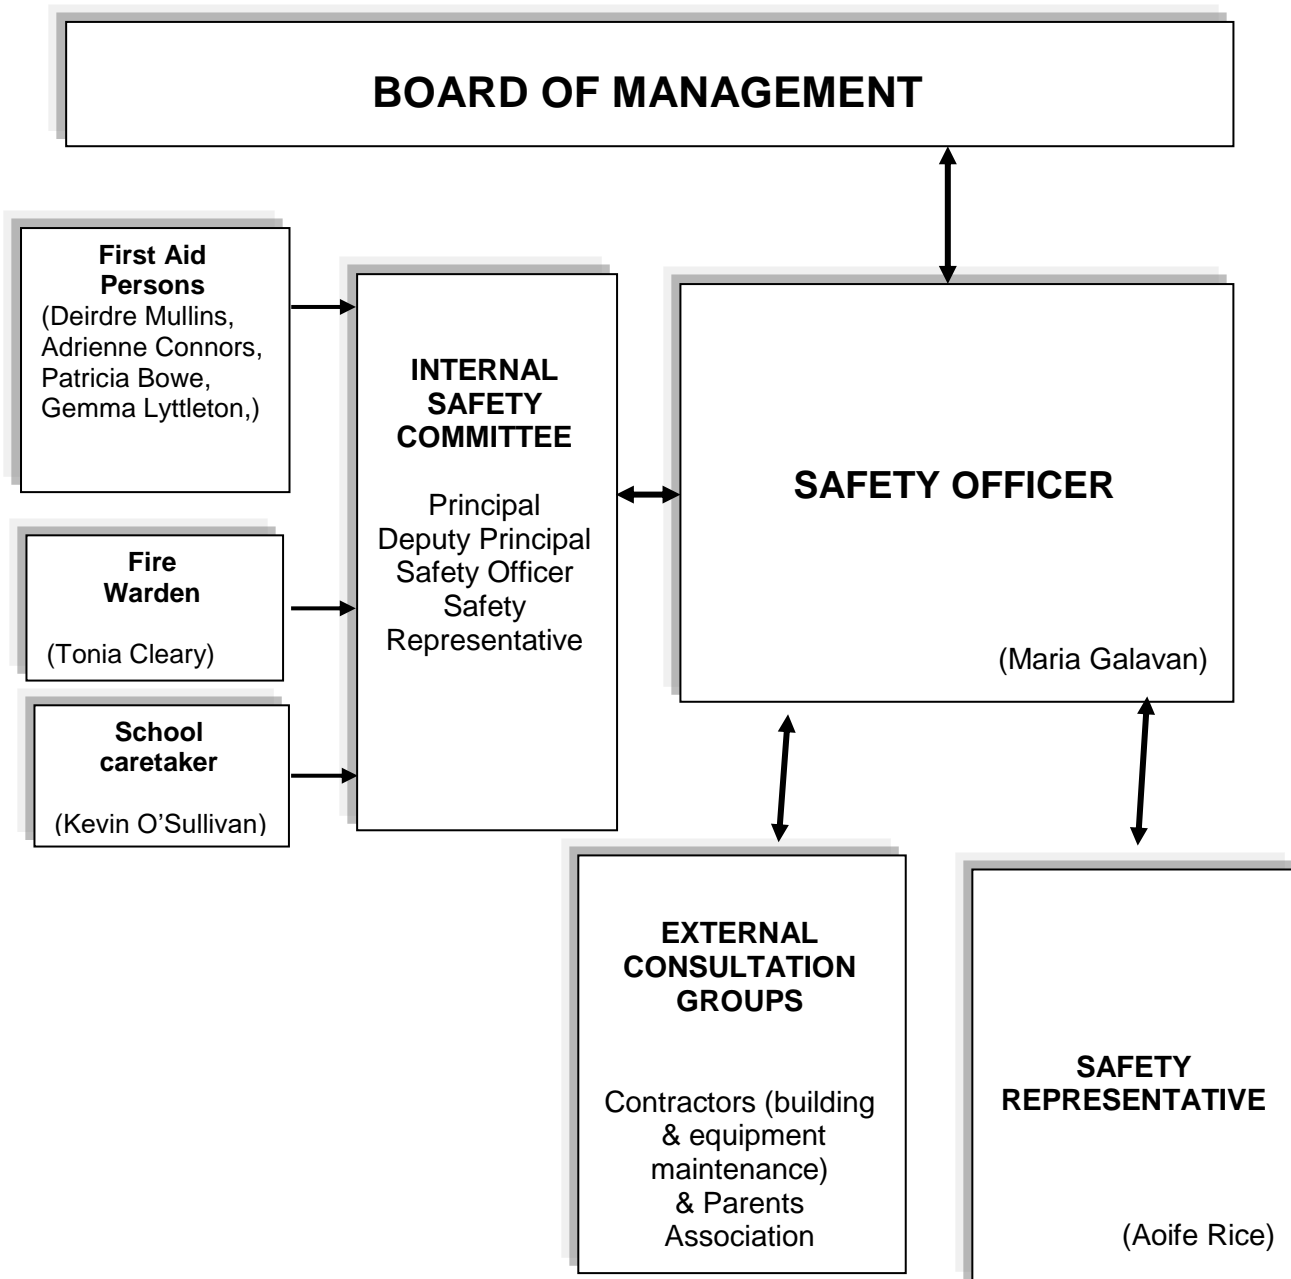 BOARD OF MANAGEMENT
First Aid
Persons
(Deirdre Mullins,
Adrienne Connors,
Patricia Bowe,
Gemma Lyttleton,)
Fire
Warden
(Tonia Cleary)
School
caretaker
(Kevin O’Sullivan)
INTERNAL
SAFETY
COMMITTEE
Principal
Deputy Principal
Safety Officer
Safety
Representative
SAFETY OFFICER
(Maria Galavan)
EXTERNAL
CONSULTATION
GROUPS
Contractors (building
& equipment
maintenance)
& Parents
Association
SAFETY
REPRESENTATIVE
(Aoife Rice)